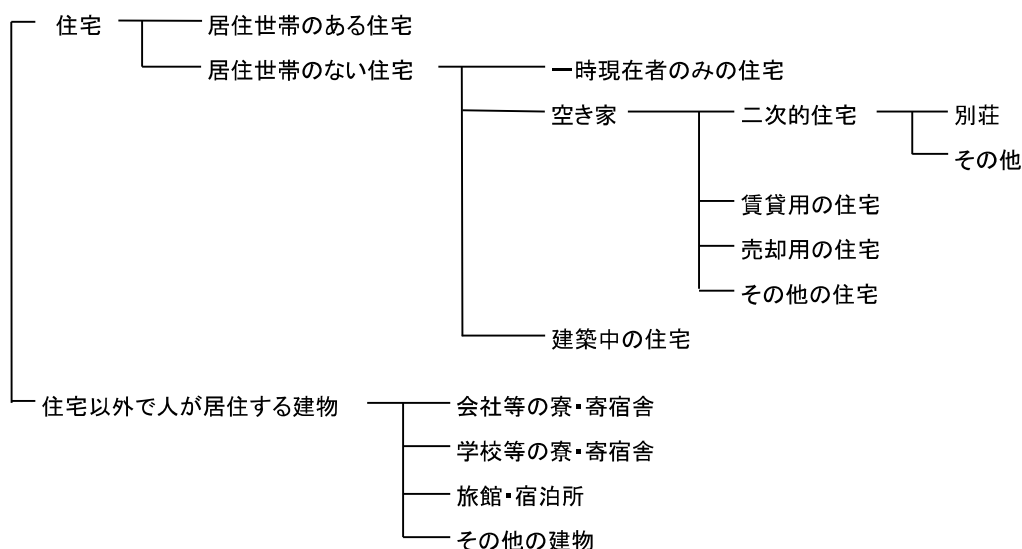 住宅 居住世帯のある住宅
居住世帯のない住宅 一時現在者のみの住宅
空き家 二次的住宅 別荘
その他
賃貸用の住宅
売却用の住宅
その他の住宅
建築中の住宅
住宅以外で人が居住する建物 会社等の寮・寄宿舎
学校等の寮・寄宿舎
旅館・宿泊所
その他の建物